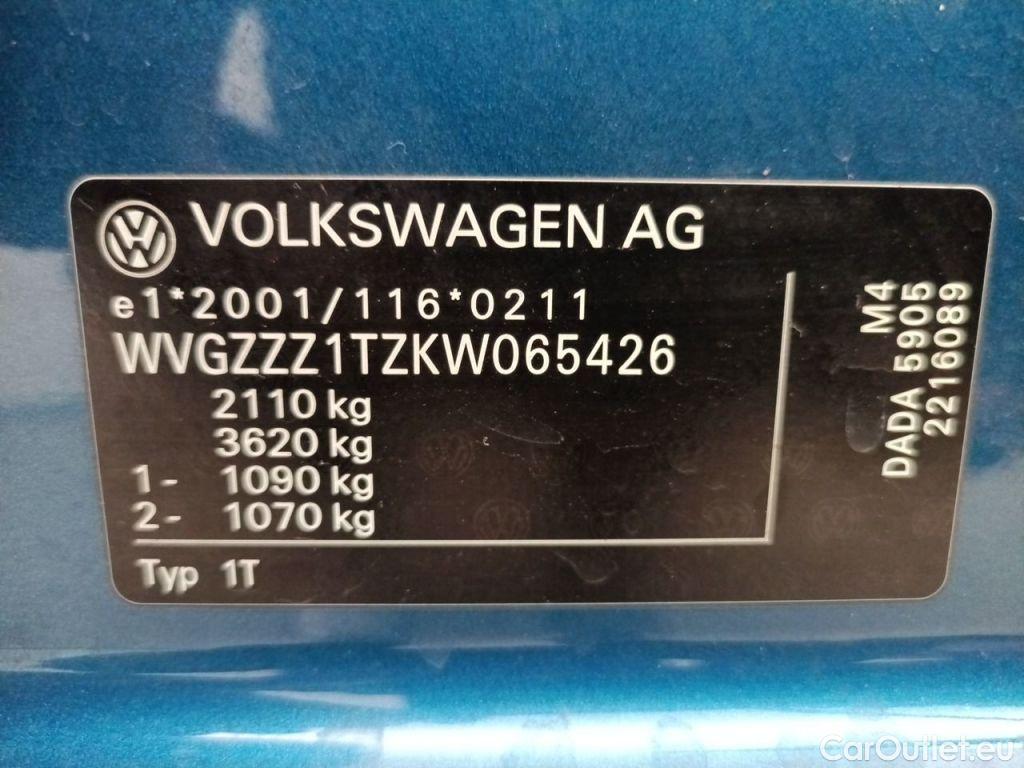 VOLKSWAGEN AG
e1*2001/116*0211
WVGZZZ1TZKW065426
2110 kg
3620 kg
1- 1090 kg
2- 1070 kg
Typ 1T
M4
DADA 5905
2216089
CarOutlet.eu